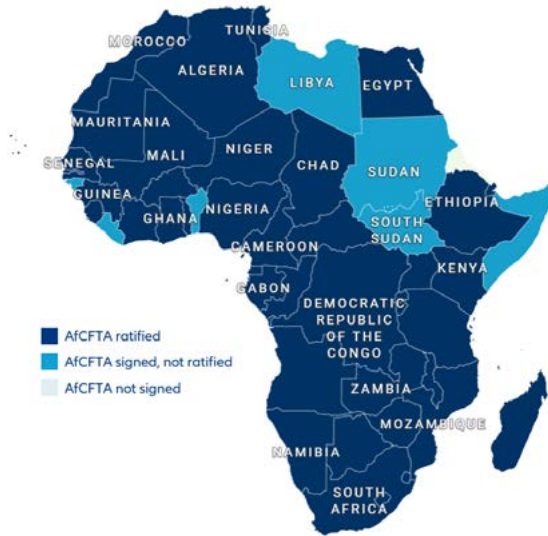 TUNISIA
MOROCCO
ALGERIA
LIBYA
EGYPT
MAURITANIA
SENEGAL
MALI
NIGER
CHAD
SUDAN
GUINEA
GHANA
NIGERIA
ETHIOPIA
SOUTH
SUDAN
CAMEROON
KENYA
GABON
DEMOCRATIC
REPUBLIC
OF THE
CONGO
AfCFTA ratified
AfCFTA signed, not ratified
AfCFTA not signed
ZAMBIA
MOZAMBIQUE
NAMIBIA
SOUTH
AFRICA